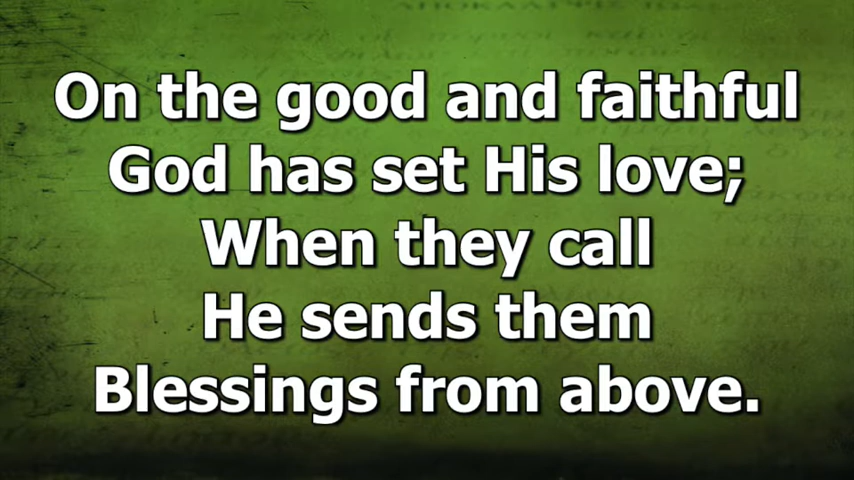 On the good and faithful
God has set His love;
When they call
He sends them
Blessings from above.